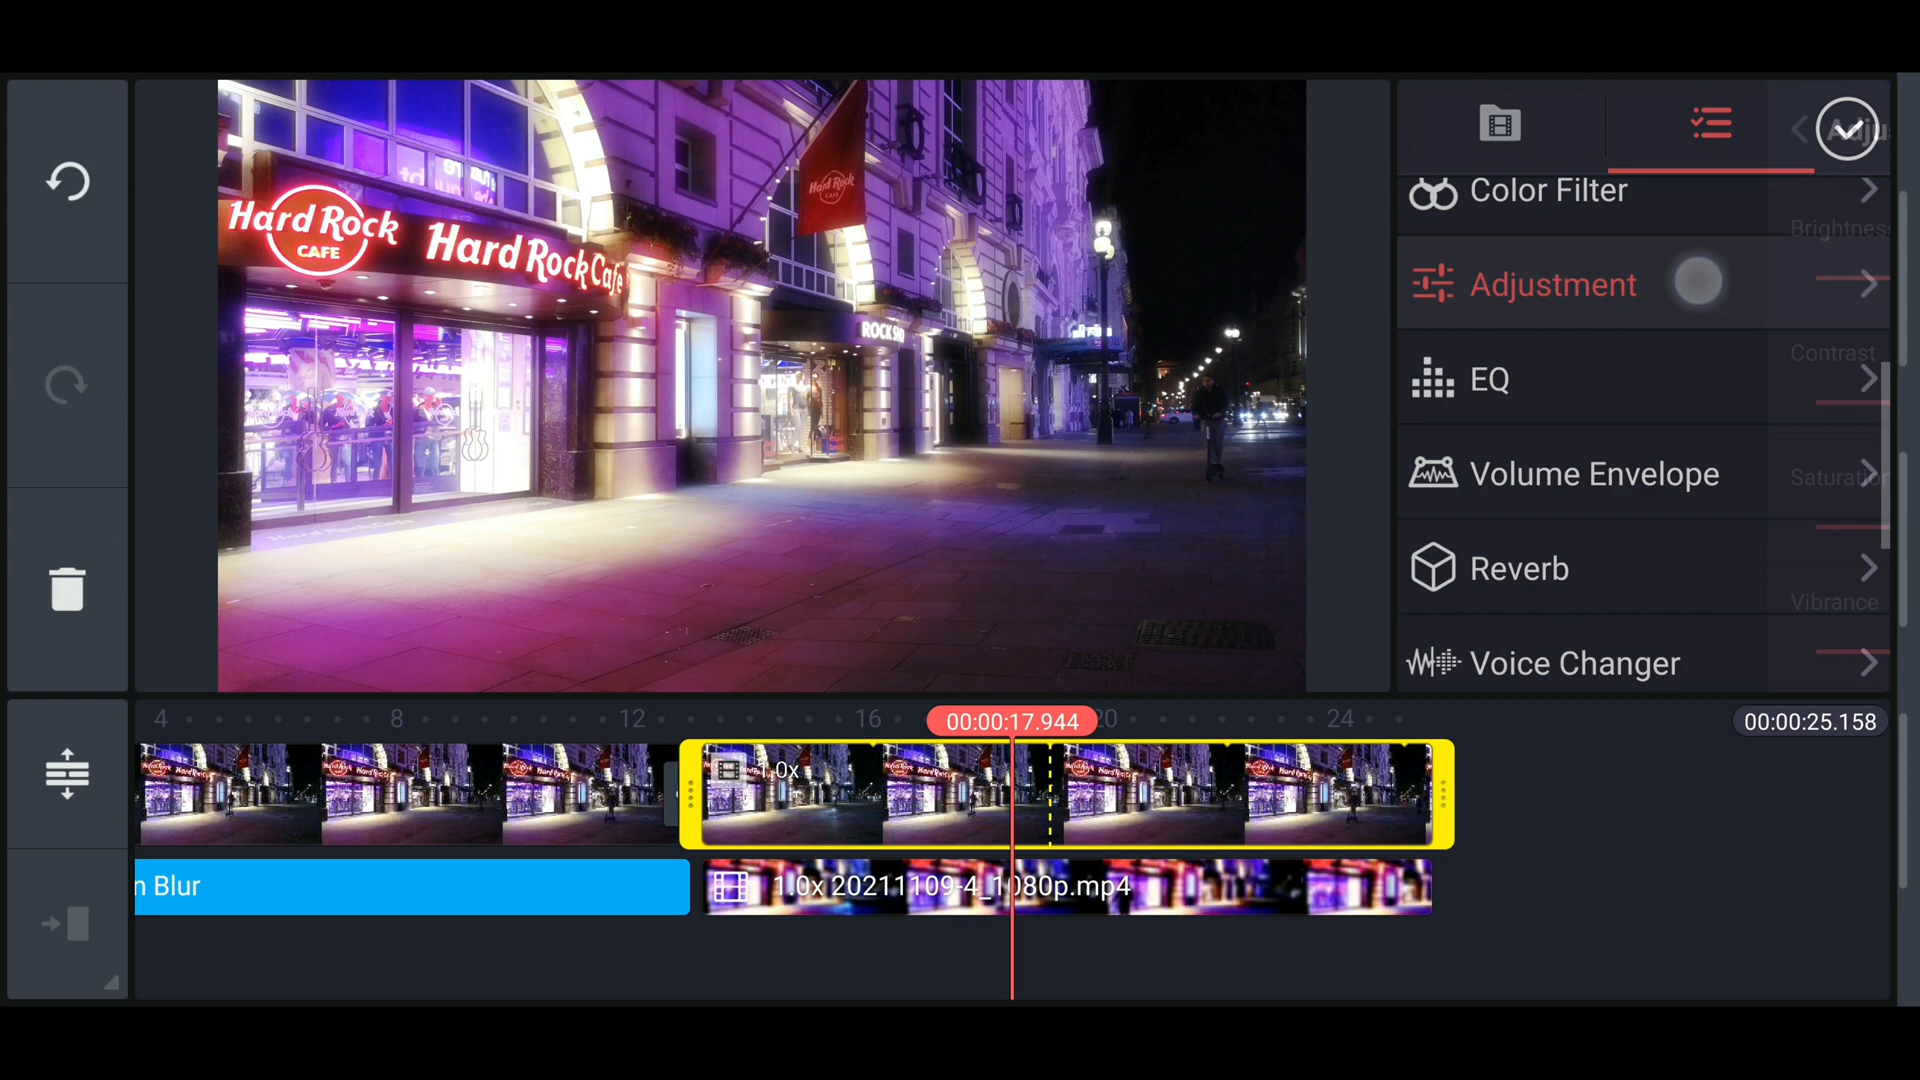 Hard Rock
CAFE
Hard Rock Cafe
Hard Rock
CAFE
ROCK SHOP
Adju
Color Filter
Brightness
Adjustment
Contrast
EQ
Volume Envelope
Saturation
Reverb
Vibrance
Voice Changer
4
8
12
16
00:00:17.944
20
24
00:00:25.158
1.0x
n Blur
1.0x 20211109-4_1080p.mp4